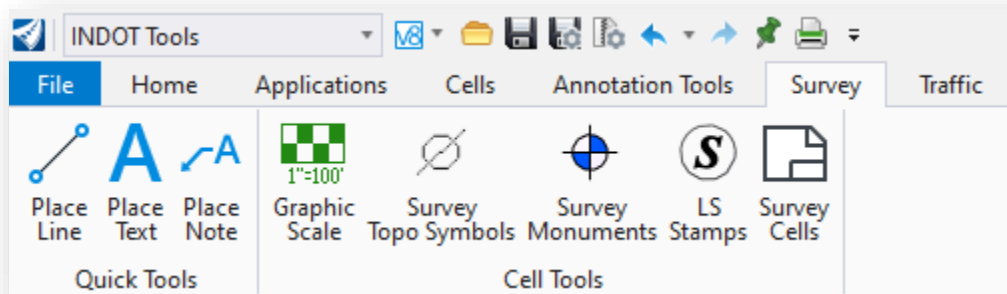 INDOT Tools
V8
File Home Applications Cells Annotation Tools Survey Traffic
A A
1"=100' S
Place Place Place Graphic Survey Survey LS Survey
Line Text Note Scale Topo Symbols Monuments Stamps Cells
Quick Tools Cell Tools